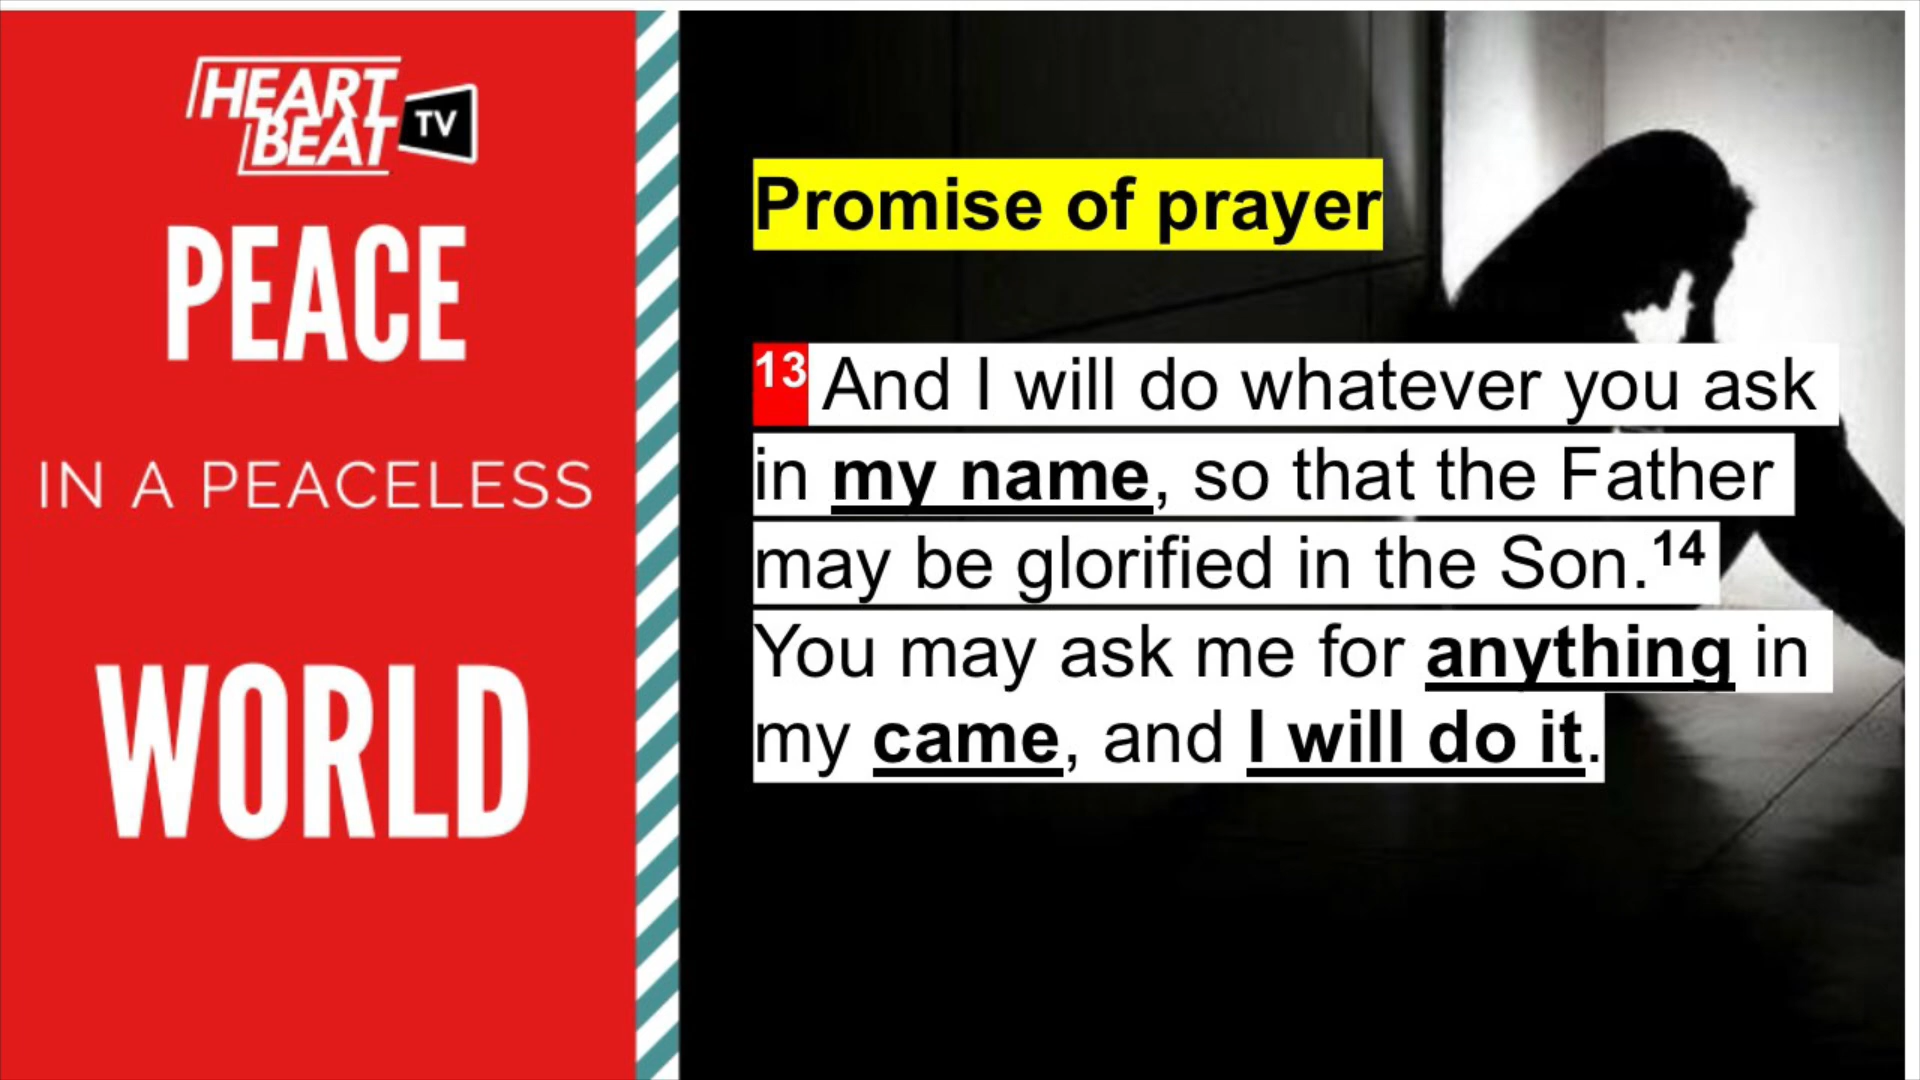 HEART
BEAT
TV
PEACE
IN A PEACELESS
WORLD
Promise of prayer
13 And I will do whatever you ask
in my name, so that the Father
may be glorified in the Son.14
You may ask me for anything in
my came, and I will do it.